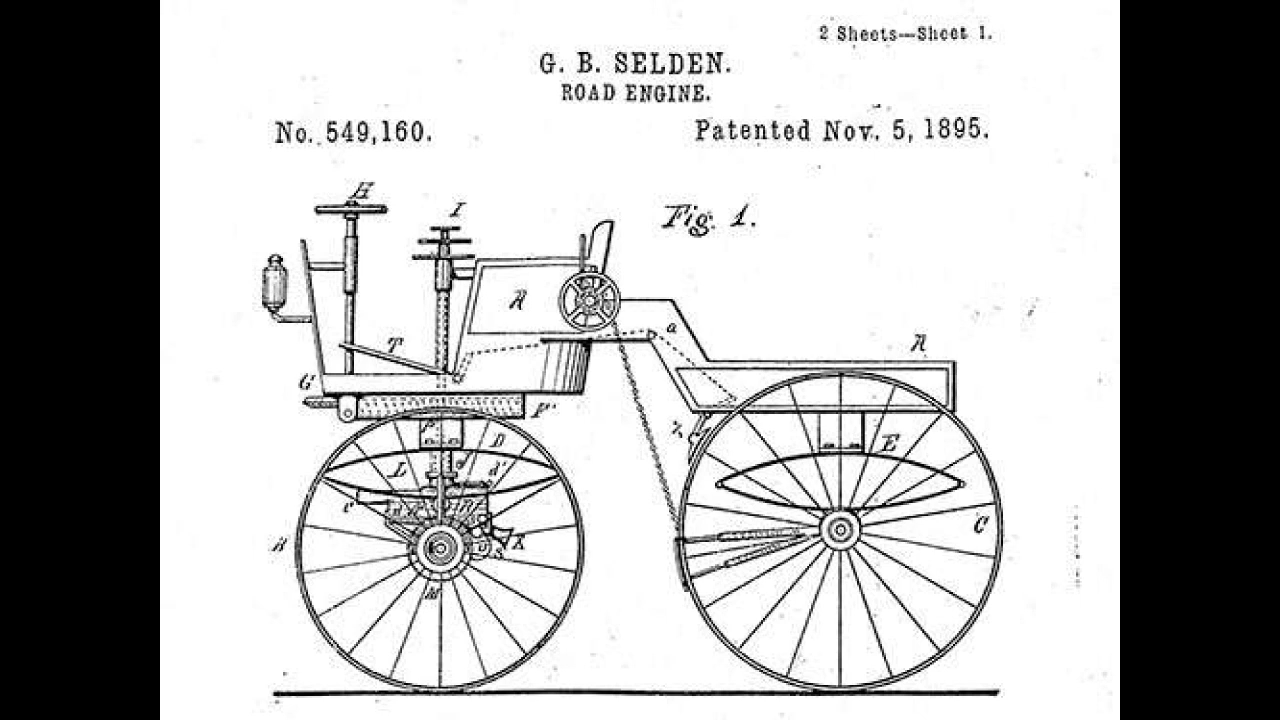 2 Sheets—Sheet 1.
G. B. SELDEN.
ROAD ENGINE.
No. 549,160.
Patented Nov. 5, 1895.
H
I
Fig. 1.
R
a
T
A
G
F'
z
D
E
L
d'
c
C
B
K
M